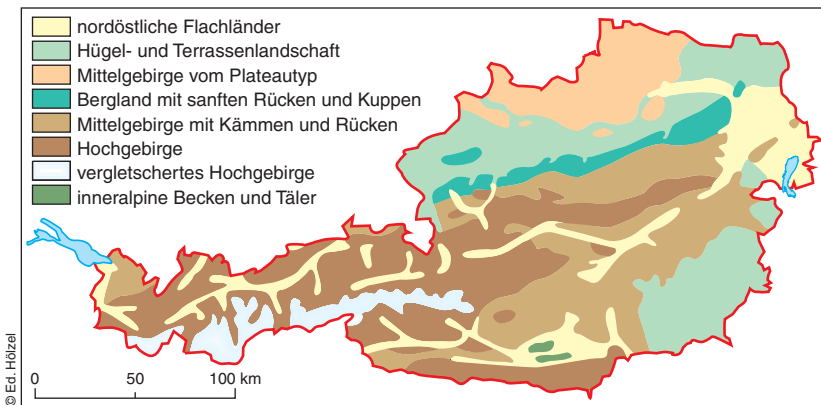 nordöstliche Flachländer
Hügel- und Terrassenlandschaft
Mittelgebirge vom Plateautyp
Bergland mit sanften Rücken und Kuppen
Mittelgebirge mit Kämmen und Rücken
Hochgebirge
vergletschertes Hochgebirge
inneralpine Becken und Täler
© Ed. Hölzel
0 50 100 km